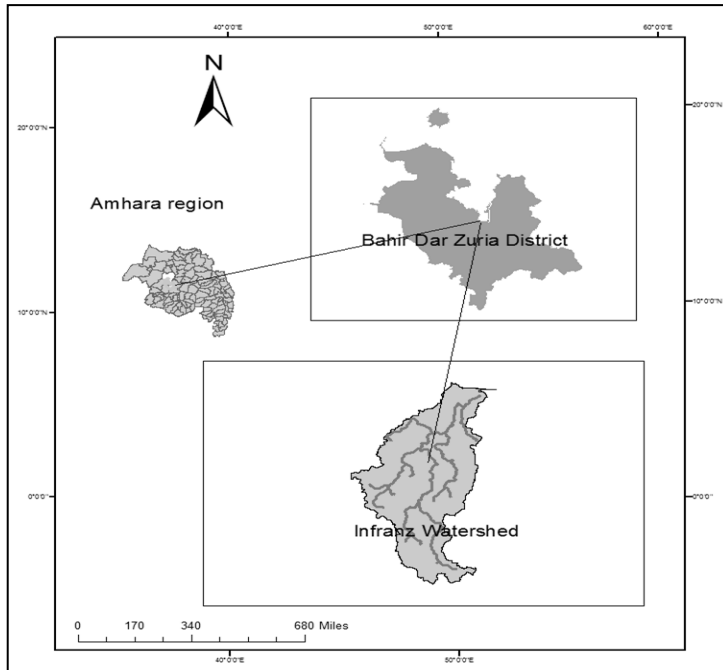 40°0'0"E 50°0'0"E 60°0'0"E
N
20°0'0"N 20°0'0"N
Amhara region
Bahir Dar Zuria District
10°0'0"N 10°0'0"N
0°0'0" 0°0'0"
Infranz Watershed
0 170 340 680 Miles
40°0'0"E 50°0'0"E